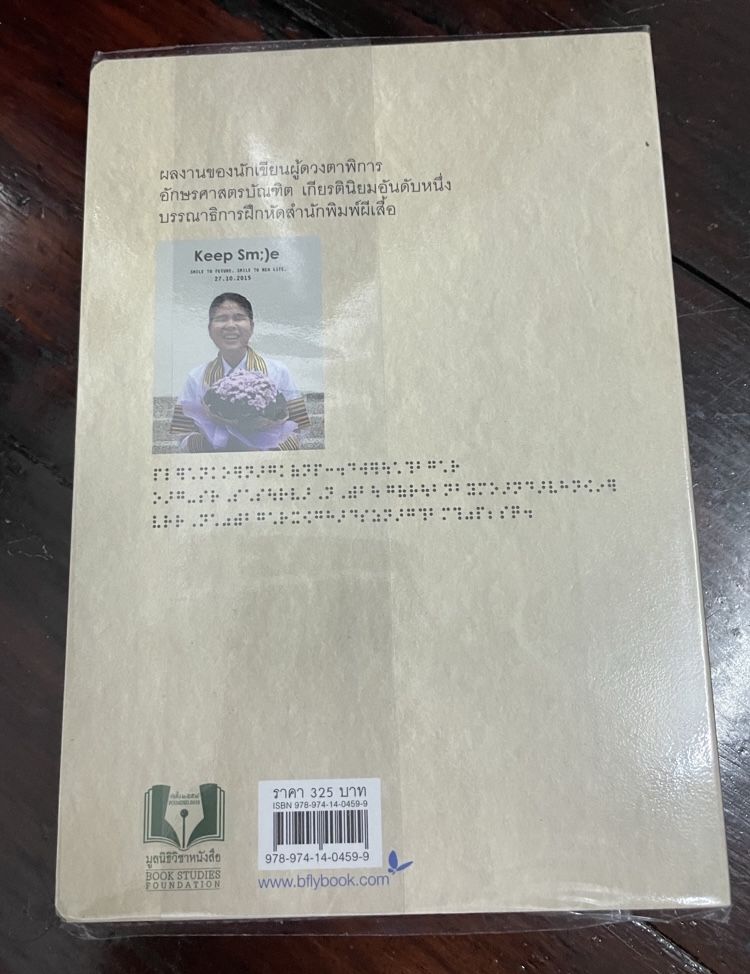 ผลงานของนักเขียนผู้ดวงตาพิการ
อักษรศาสตรบัณฑิต เกียรตินิยมอันดับหนึ่ง
บรรณาธิการฝึกหัดสำนักพิมพ์ผีเสื้อ
Keep Sm;)e
SMILE TO FUTURE, SMILE TO NEW LIFE.
27.10.2015
FOUNDED 2015
มูลนิธิวิชาหนังสือ
BOOK STUDIES
FOUNDATION
ราคา 325 บาท
ISBN 978-974-14-0459-9
978-974-14-0459-9
www.bflybook.com